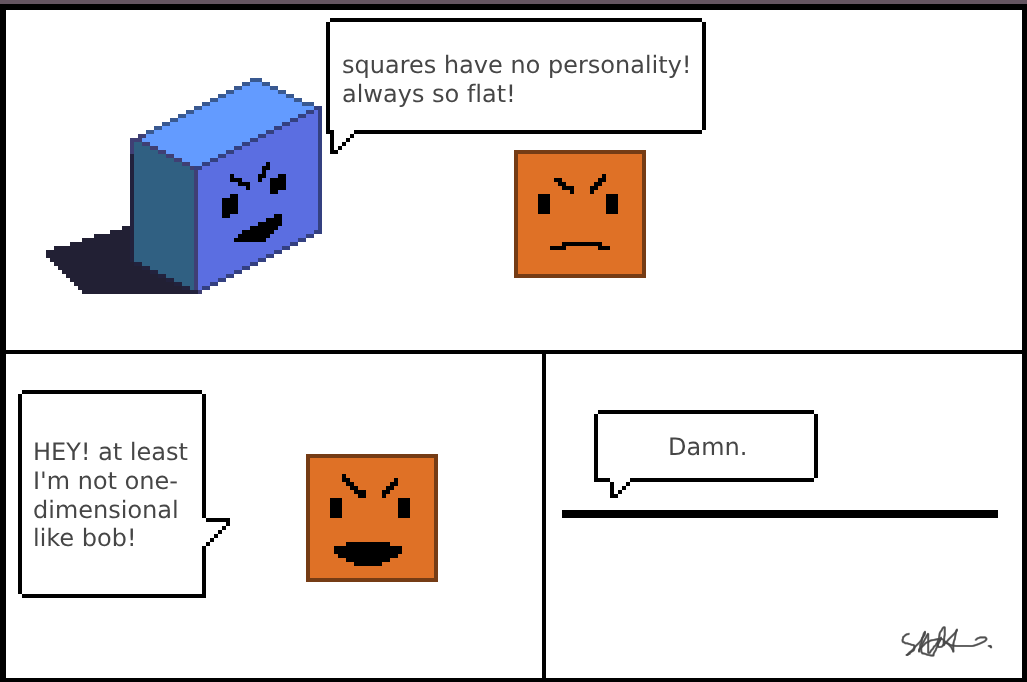 squares have no personality!
always so flat!
HEY! at least
I'm not one-
dimensional
like bob!
Damn.